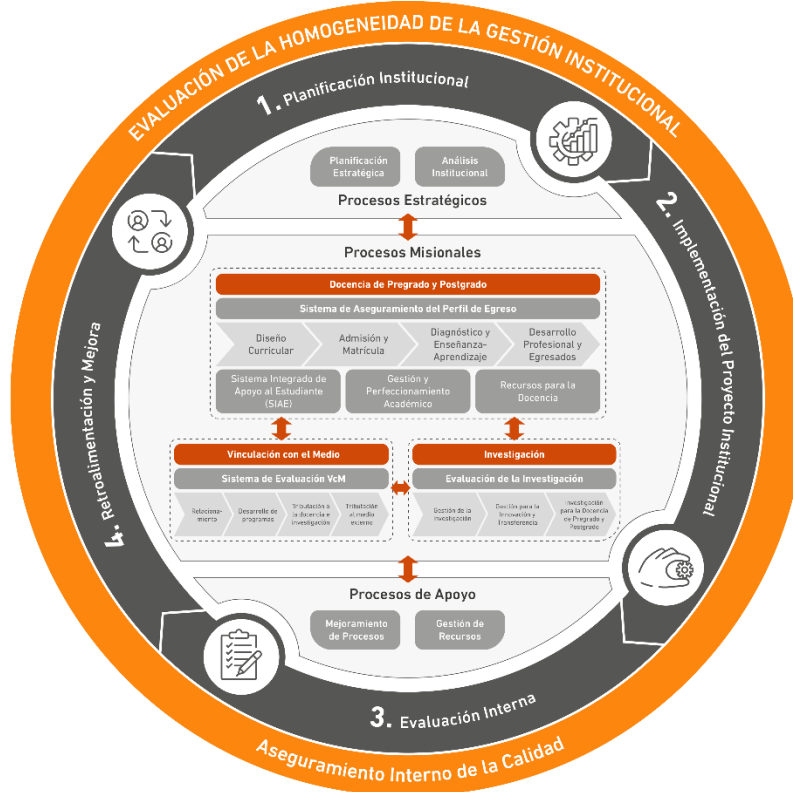 EVALUACIÓN DE LA HOMOGENEIDAD DE LA GESTIÓN INSTITUCIONAL
1. Planificación Institucional
2. Implementación del Proyecto Institucional
3. Evaluación Interna
4. Retroalimentación y Mejora
Aseguramiento Interno de la Calidad
Planificación
Estratégica
Análisis
Institucional
Procesos Estratégicos
Procesos Misionales
Docencia de Pregrado y Postgrado
Sistema de Aseguramiento del Perfil de Egreso
Diseño
Curricular
Admisión y
Matrícula
Diagnóstico y
Enseñanza-
Aprendizaje
Desarrollo
Profesional y
Egresados
Sistema Integrado de
Apoyo al Estudiante
(SIAE)
Gestión y
Perfeccionamiento
Académico
Recursos para la
Docencia
Vinculación con el Medio
Sistema de Evaluación VcM
Relaciona-
miento
Desarrollo de
programas
Tributación a
la docencia e
investigación
Tributación
al medio
externo
Investigación
Evaluación de la Investigación
Gestión de la
Investigación
Gestión para la
Innovación y
Transferencia
Investigación
para la Docencia
de Pregrado y
Postgrado
Procesos de Apoyo
Mejoramiento
de Procesos
Gestión de
Recursos